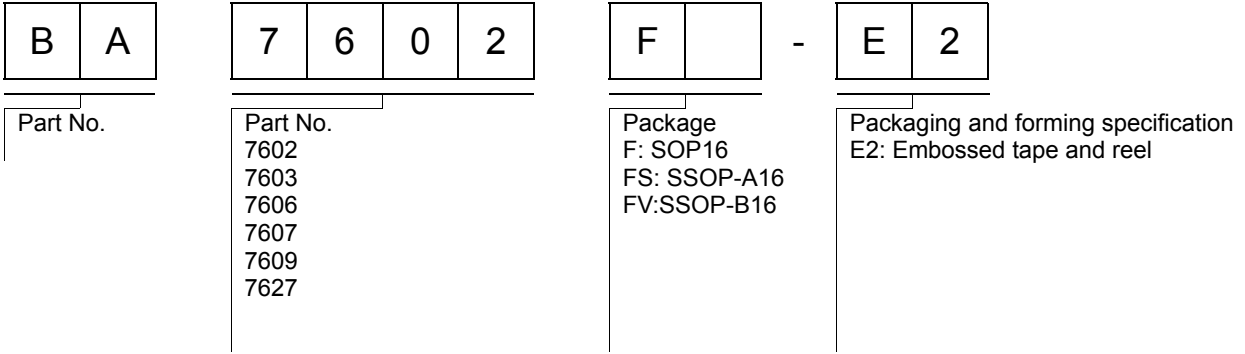 B A 7 6 0 2 F - E 2
Part No.
Part No.
7602
7603
7606
7607
7609
7627
Package
F: SOP16
FS: SSOP-A16
FV:SSOP-B16
Packaging and forming specification
E2: Embossed tape and reel